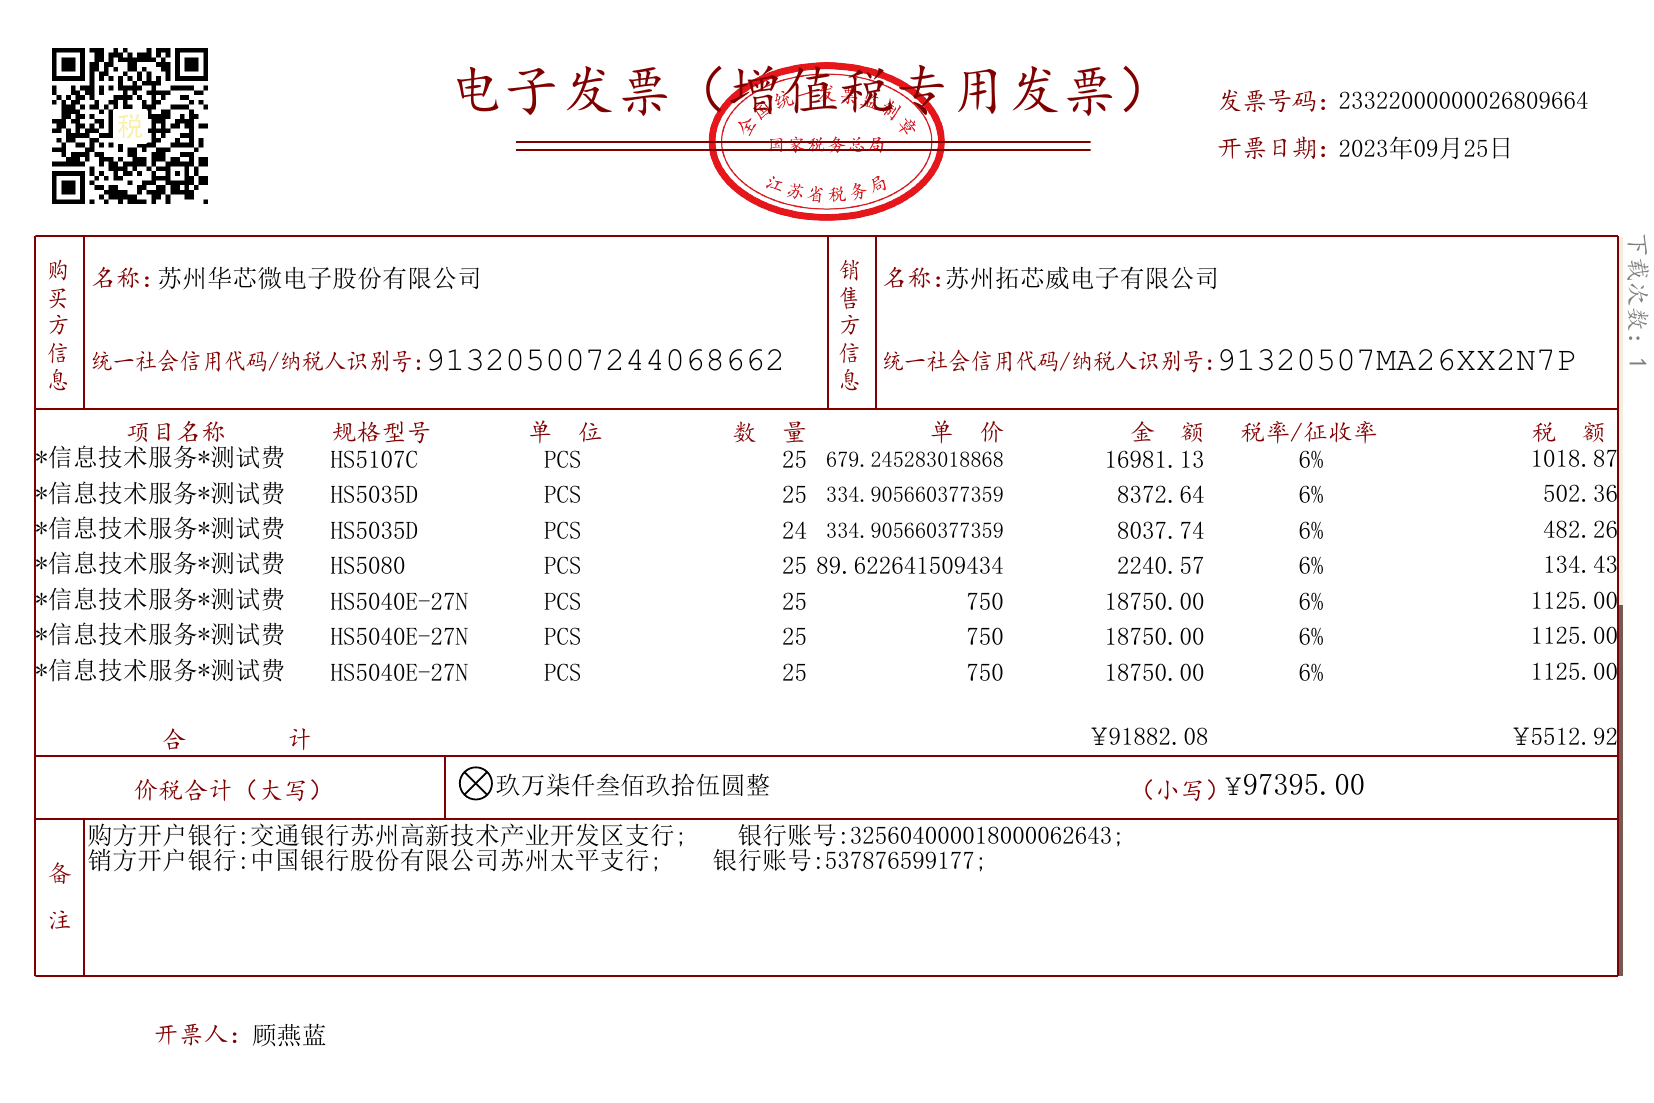 电子发票（增值税专用发票）
全国统一发票监制章
国家税务总局
江苏省税务局
税
发票号码：23322000000026809664
开票日期：2023年09月25日
下载次数：1
购买方信息
名称：苏州华芯微电子股份有限公司
统一社会信用代码/纳税人识别号：913205007244068662
销售方信息
名称：苏州拓芯威电子有限公司
统一社会信用代码/纳税人识别号：91320507MA26XX2N7P
项目名称 规格型号 单 位 数 量 单 价 金 额 税率/征收率 税 额
*信息技术服务*测试费 HS5107C PCS 25 679.245283018868 16981.13 6% 1018.87
*信息技术服务*测试费 HS5035D PCS 25 334.905660377359 8372.64 6% 502.36
*信息技术服务*测试费 HS5035D PCS 24 334.905660377359 8037.74 6% 482.26
*信息技术服务*测试费 HS5080 PCS 25 89.622641509434 2240.57 6% 134.43
*信息技术服务*测试费 HS5040E-27N PCS 25 750 18750.00 6% 1125.00
*信息技术服务*测试费 HS5040E-27N PCS 25 750 18750.00 6% 1125.00
*信息技术服务*测试费 HS5040E-27N PCS 25 750 18750.00 6% 1125.00
合 计 ¥91882.08 ¥5512.92
价税合计（大写） 玖万柒仟叁佰玖拾伍圆整 （小写）¥97395.00
备注
购方开户银行:交通银行苏州高新技术产业开发区支行; 银行账号:325604000018000062643;
销方开户银行:中国银行股份有限公司苏州太平支行; 银行账号:537876599177;
开票人：顾燕蓝